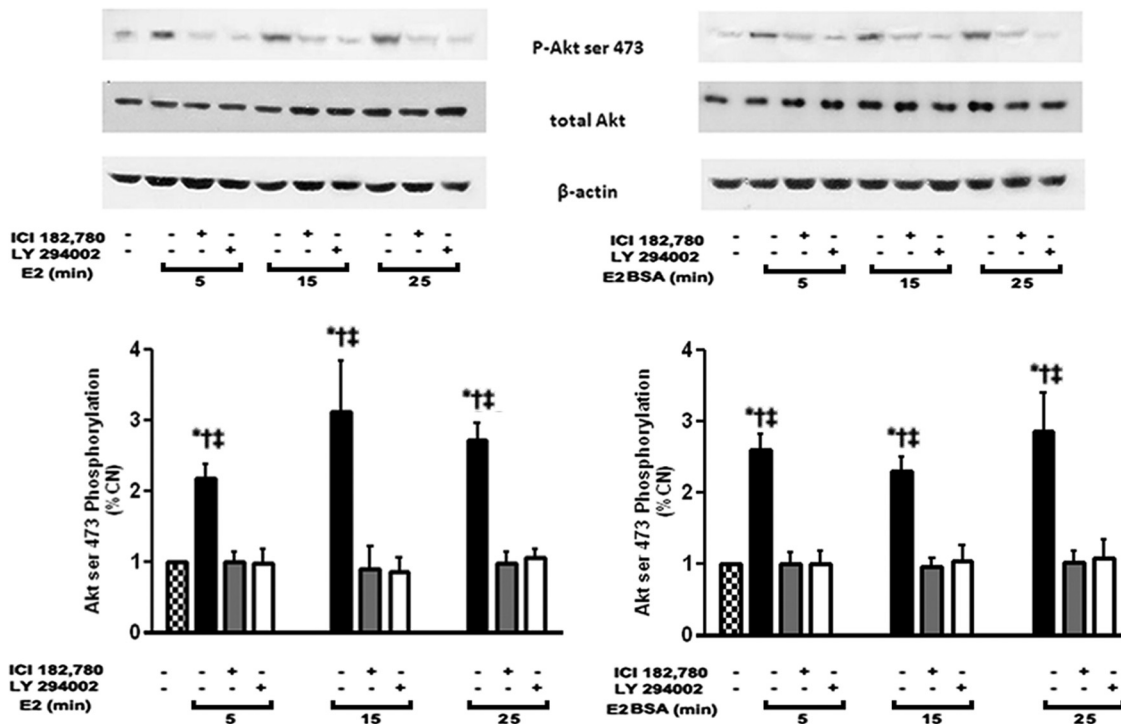 P-Akt ser 473
total Akt
β-actin
ICI 182,780 - - + - - + - - + -
LY 294002 - - - + - - + - - +
E2 (min) 5 15 25
ICI 182,780 - - + - - + - - + -
LY 294002 - - - + - - + - - +
E2BSA (min) 5 15 25
Akt ser 473 Phosphorylation
(%CN)
4
3
2
1
0
*†‡
*†‡
*†‡
ICI 182,780 - - + - - + - - + -
LY 294002 - - - + - - + - - +
E2 (min) 5 15 25
Akt ser 473 Phosphorylation
(%CN)
4
3
2
1
0
*†‡
*†‡
*†‡
ICI 182,780 - - + - - + - - + -
LY 294002 - - - + - - + - - +
E2BSA (min) 5 15 25